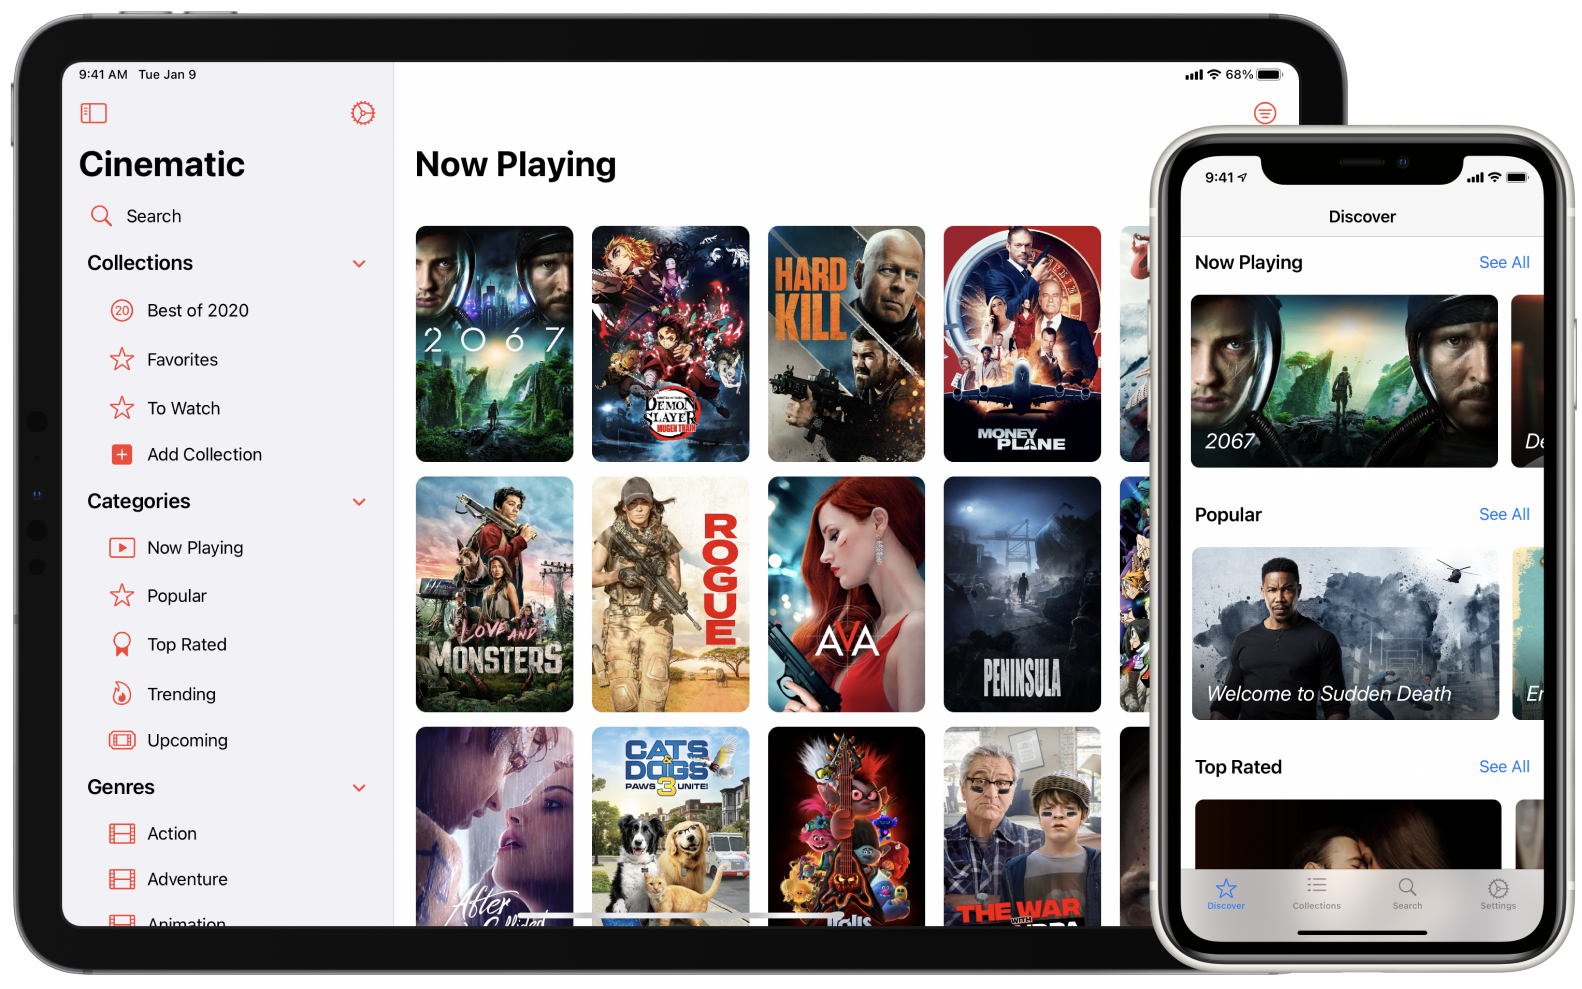 9:41 AM Tue Jan 9
68%
Cinematic
Search
Collections
20
Best of 2020
Favorites
To Watch
Add Collection
Categories
Now Playing
Popular
Top Rated
Trending
Upcoming
Genres
Action
Adventure
Animation
Now Playing
2067
DEMON
SLAYER
MUGEN TRAIN
HARD
KILL
MONEY
PLANE
LOVE AND
MONSTERS
ROGUE
AVA
PENINSULA
After
Collided
CATS
&
DOGS
3
PAWS UNITE!
Trolls
THE WAR
WITH
9:41
Discover
Now Playing
See All
2067
De
Popular
See All
Welcome to Sudden Death
En
Top Rated
See All
Discover
Collections
Search
Settings